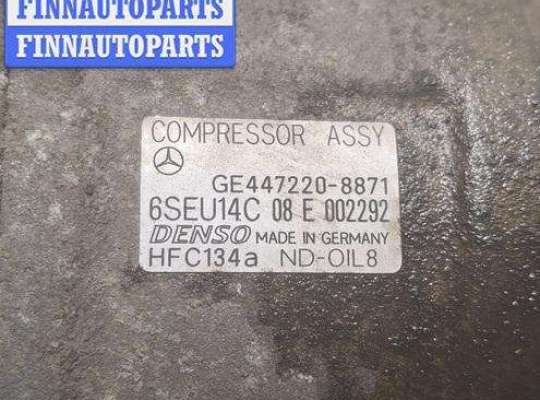 FINNAUTOPARTS
FINNAUTOPARTS
COMPRESSOR ASSY
GE447220-8871
6SEU14C 08 E 002292
DENSO MADE IN GERMANY
HFC134a ND-OIL8